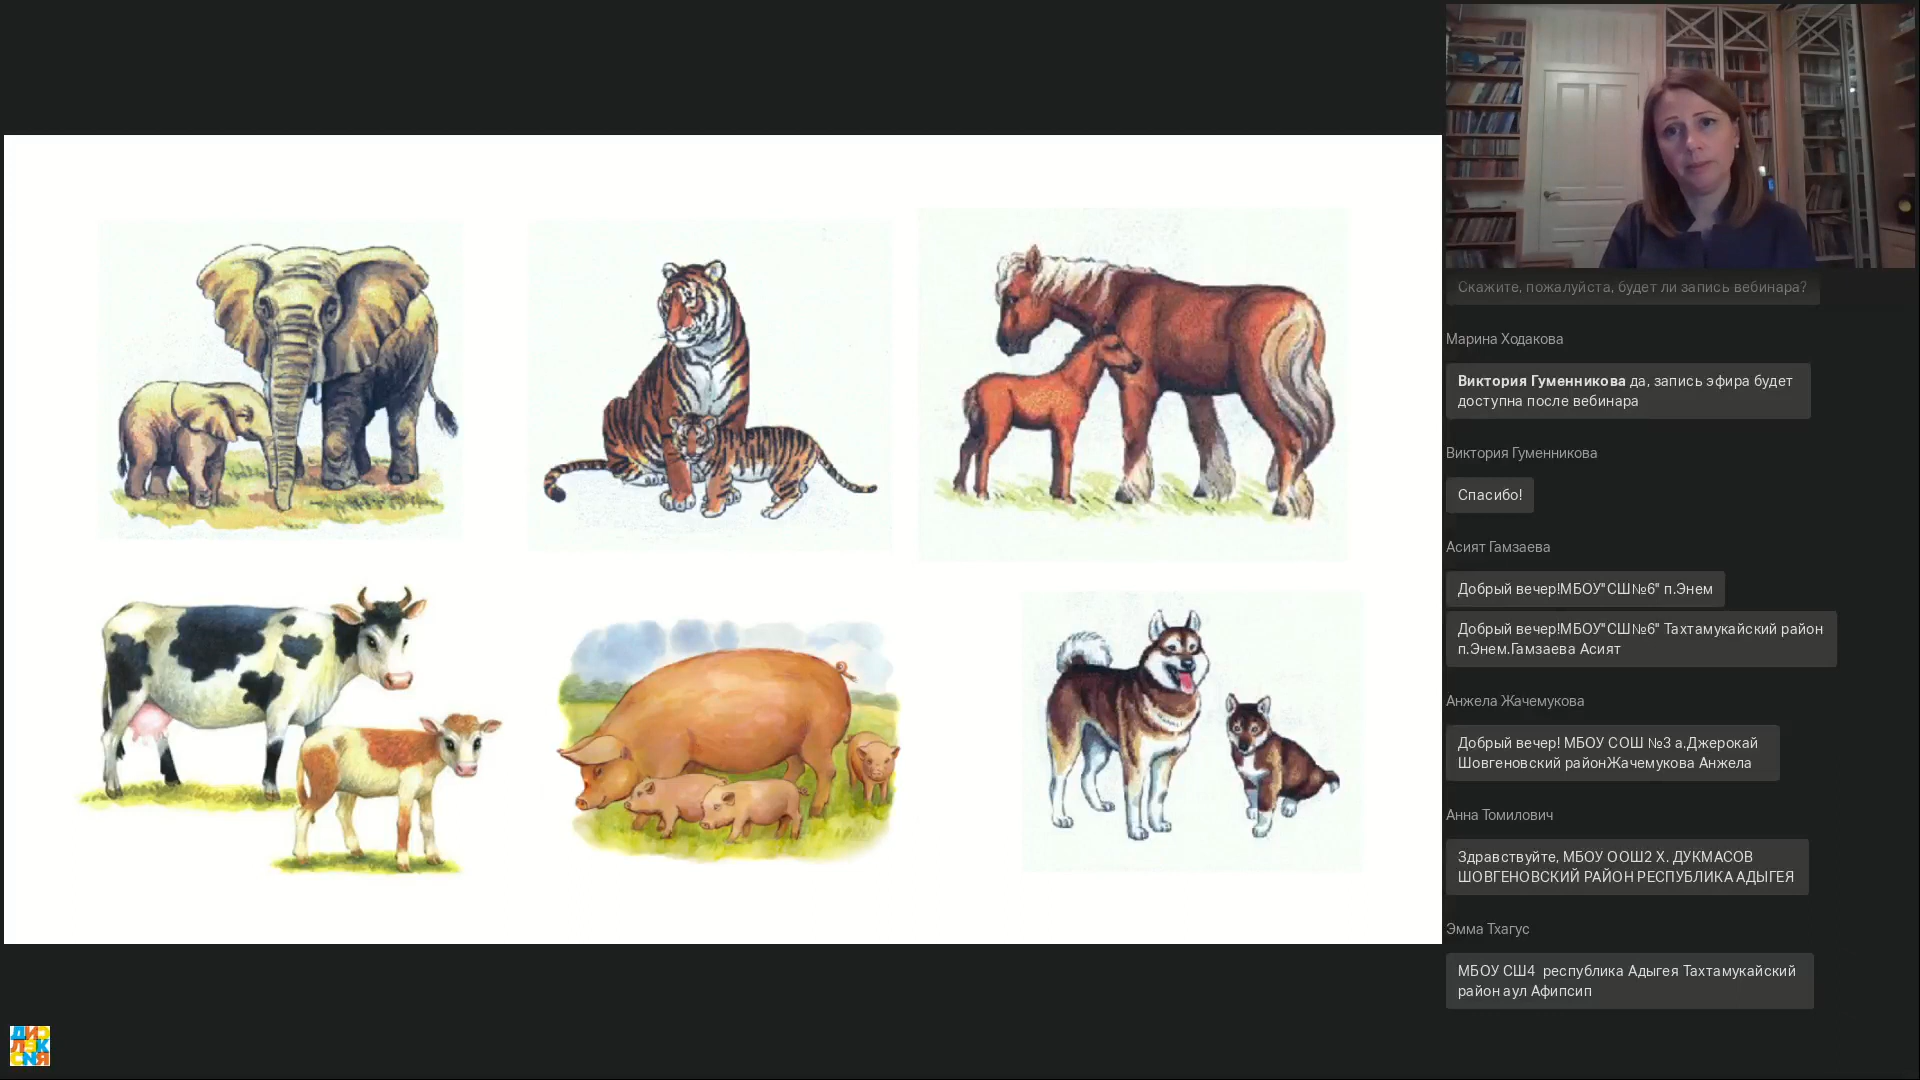 Скажите, пожалуйста, будет ли запись вебинара?
Марина Ходакова
Виктория Гуменникова да, запись эфира будет
доступна после вебинара
Виктория Гуменникова
Спасибо!
Асият Гамзаева
Добрый вечер!МБОУ"СШ№6" п.Энем
Добрый вечер!МБОУ"СШ№6" Тахтамукайский район
п.Энем.Гамзаева Асият
Анжела Жачемукова
Добрый вечер! МБОУ СОШ №3 а.Джерокай
Шовгеновский районЖачемукова Анжела
Анна Томилович
Здравствуйте, МБОУ ООШ2 Х. ДУКМАСОВ
ШОВГЕНОВСКИЙ РАЙОН РЕСПУБЛИКА АДЫГЕЯ
Эмма Тхагус
МБОУ СШ4  республика Адыгея Тахтамукайский
район аул Афипсип
ДИС
ЛЕК
СИЯ